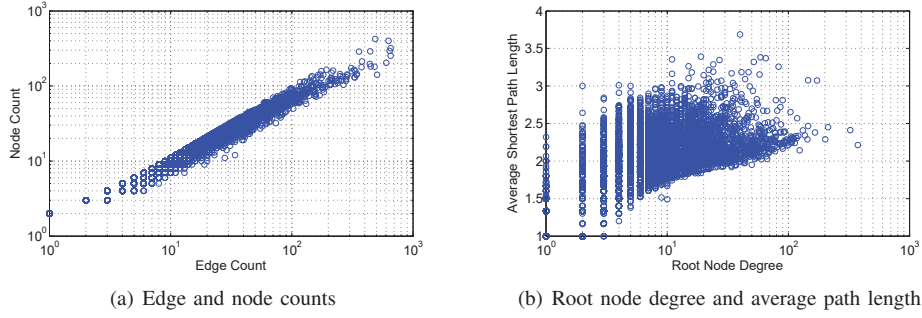 10^3
10^2
10^1
10^0
Node Count
10^0 10^1 10^2 10^3
Edge Count
(a) Edge and node counts
4
3.5
3
2.5
2
1.5
1
Average Shortest Path Length
10^0 10^1 10^2 10^3
Root Node Degree
(b) Root node degree and average path length